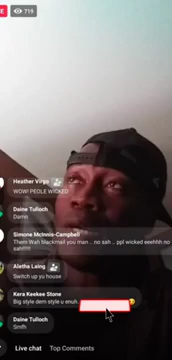 719
Heather Virgo
WOW! PEOLE WICKED
Daine Tulloch
Damn
Simone McInnis-Campbell
Them Wah blackmail you man... no sah .. ppl wicked eeehhh no
sah!!!!
Aletha Laing
Switch up you house
Kera Keekee Stone
Big style dem style u enuh.
Daine Tulloch
Smfh
Live chat
Top Comments